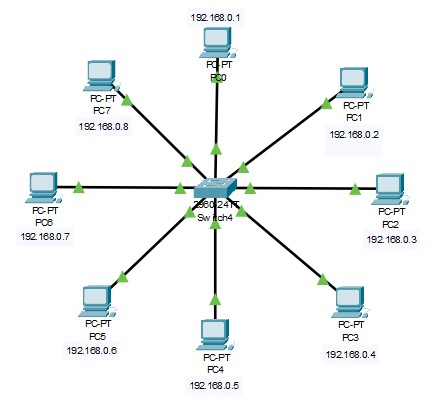 192.168.0.1
PC-PT
PC0
PC-PT
PC7
192.168.0.8
PC-PT
PC1
192.168.0.2
PC-PT
PC6
192.168.0.7
2960-24TT
Switch4
PC-PT
PC2
192.168.0.3
PC-PT
PC5
192.168.0.6
PC-PT
PC4
192.168.0.5
PC-PT
PC3
192.168.0.4